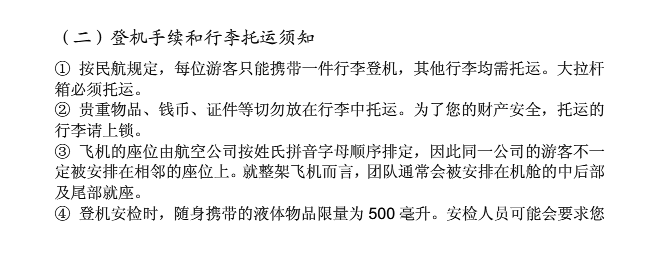 （二）登机手续和行李托运须知
① 按民航规定，每位游客只能携带一件行李登机，其他行李均需托运。大拉杆
箱必须托运。
② 贵重物品、钱币、证件等切勿放在行李中托运。为了您的财产安全，托运的
行李请上锁。
③ 飞机的座位由航空公司按姓氏拼音字母顺序排定，因此同一公司的游客不一
定被安排在相邻的座位上。就整架飞机而言，团队通常会被安排在机舱的中后部
及尾部就座。
④ 登机安检时，随身携带的液体物品限量为 500 毫升。安检人员可能会要求您